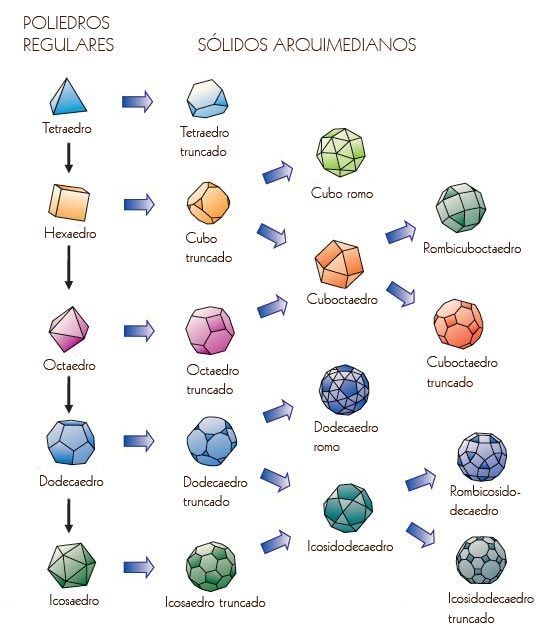 POLIEDROS
REGULARES
SÓLIDOS ARQUIMEDIANOS
Tetraedro
Tetraedro
truncado
Cubo romo
Hexaedro
Cubo
truncado
Rombicuboctaedro
Cuboctaedro
Octaedro
Octaedro
truncado
Cuboctaedro
truncado
Dodecaedro
romo
Dodecaedro
Dodecaedro
truncado
Rombicosido-
decaedro
Icosidodecaedro
Icosaedro
Icosaedro truncado
Icosidodecaedro
truncado